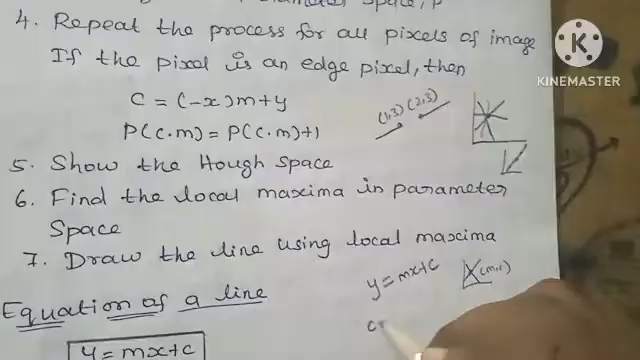 space, P
4. Repeat the process for all pixels of image
If the pixel is an edge pixel, then
C = (-x)m+y
P(c.m) = P(c.m)+1
(1,3) (2,3)
5. Show the Hough space
6. Find the local maxima in parameter
Space
7. Draw the line using local maxima
y = mx+c
(m,c)
Equation of a line
y = mx+c
KINEMASTER